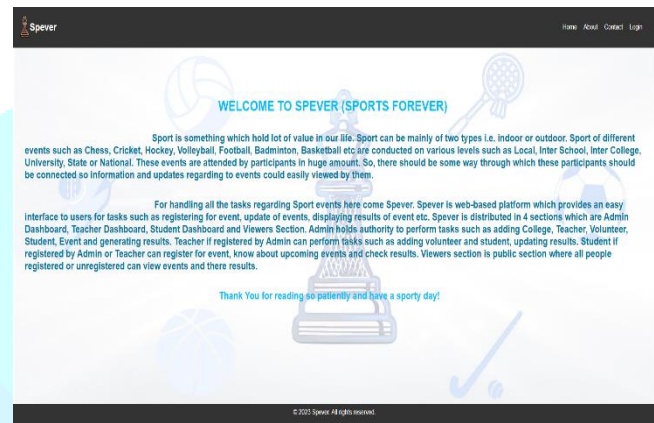 Spever
Home About Contact Login
WELCOME TO SPEVER (SPORTS FOREVER)
Sport is something which hold lot of value in our life. Sport can be mainly of two types i.e. indoor or outdoor. Sport of different
events such as Chess, Cricket, Hockey, Volleyball, Football, Badminton, Basketball etc are conducted on various levels such as Local, Inter School, Inter College,
University, State or National. These events are attended by participants in huge amount. So, there should be some way through which these participants should
be connected so information and updates regarding to events could easily viewed by them.
For handling all the tasks regarding Sport events here come Spever. Spever is web-based platform which provides an easy
interface to users for tasks such as registering for event, update of events, displaying results of event etc. Spever is distributed in 4 sections which are Admin
Dashboard, Teacher Dashboard, Student Dashboard and Viewers Section. Admin holds authority to perform tasks such as adding College, Teacher, Volunteer,
Student, Event and generating results. Teacher if registered by Admin can perform tasks such as adding volunteer and student, updating results. Student if
registered by Admin or Teacher can register for event, know about upcoming events and check results. Viewers section is public section where all people
registered or unregistered can view events and there results.
Thank You for reading so patiently and have a sporty day!
© 2023 Spever. All rights reserved.